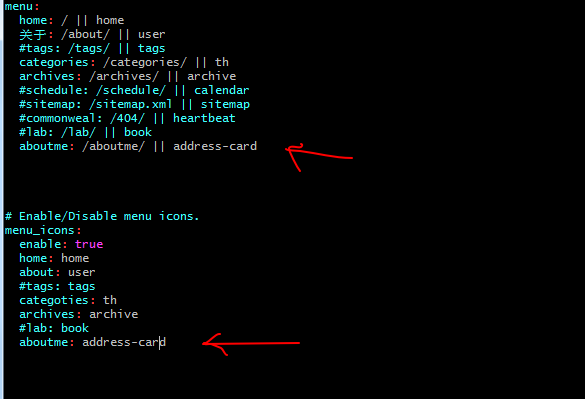 menu:
home: / || home
关于: /about/ || user
#tags: /tags/ || tags
categories: /categories/ || th
archives: /archives/ || archive
#schedule: /schedule/ || calendar
#sitemap: /sitemap.xml || sitemap
#commonweal: /404/ || heartbeat
#lab: /lab/ || book
aboutme: /aboutme/ || address-card
# Enable/Disable menu icons.
menu_icons:
enable: true
home: home
about: user
#tags: tags
categoties: th
archives: archive
#lab: book
aboutme: address-card